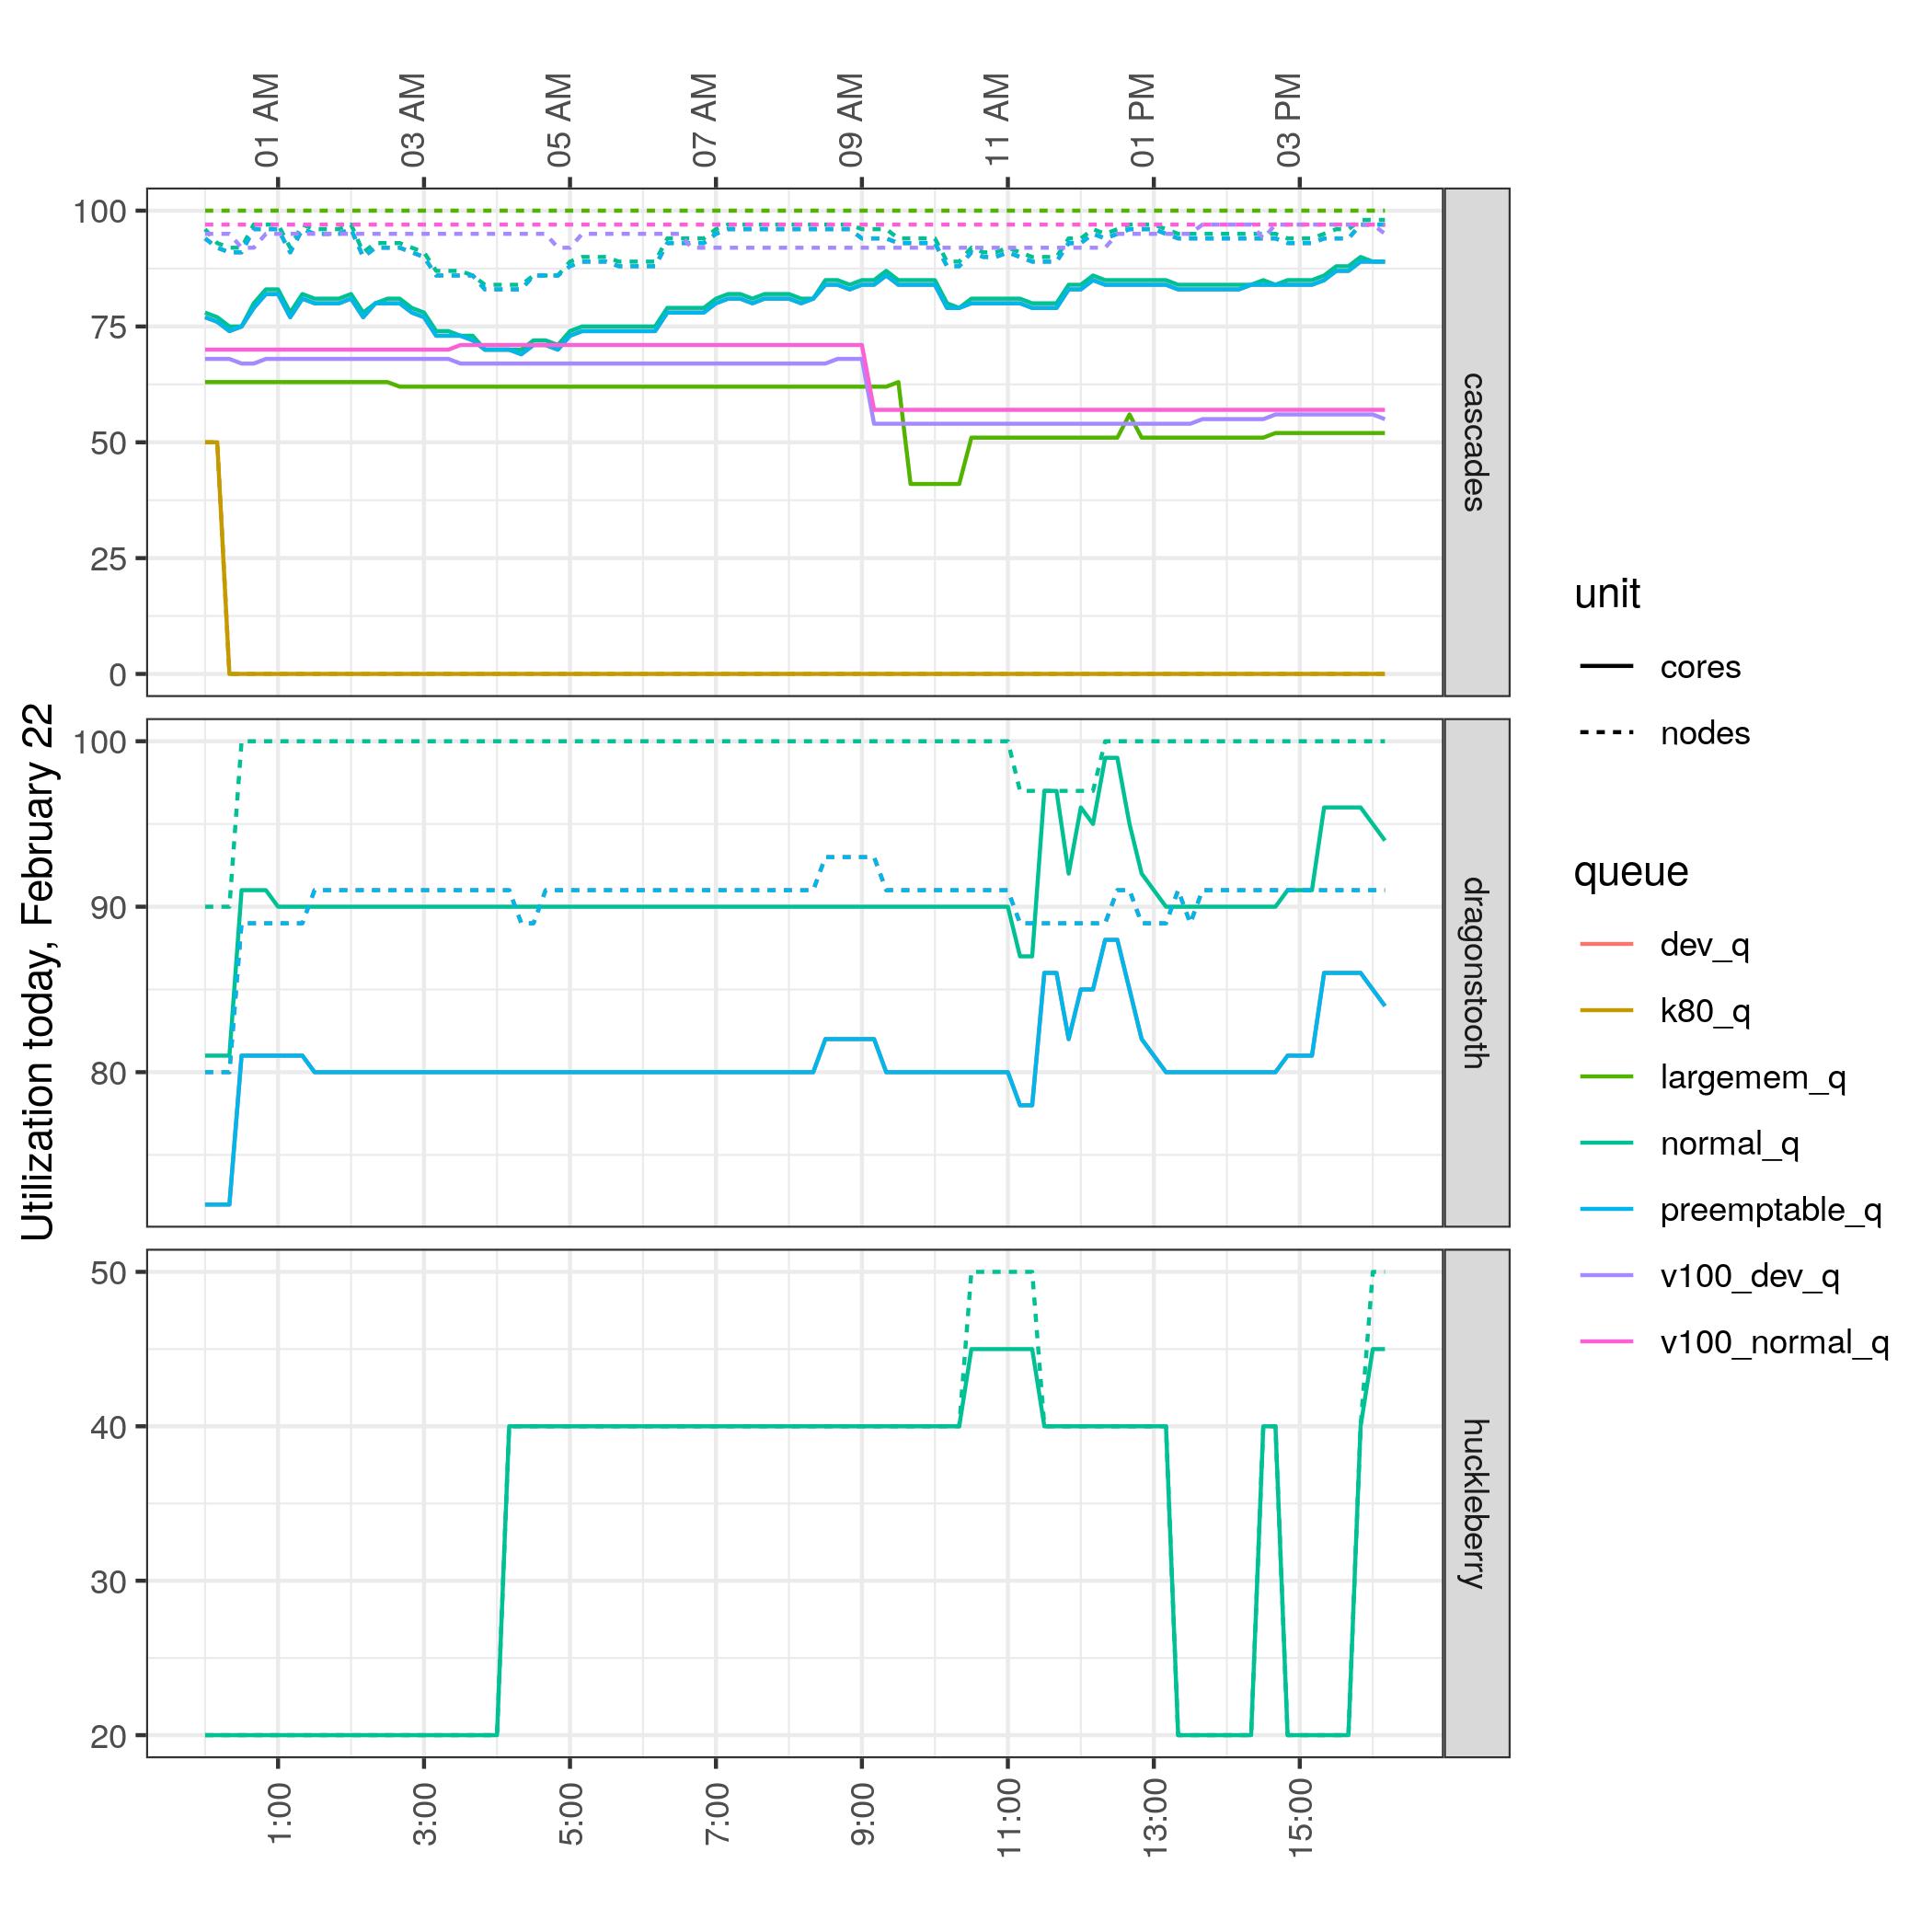 01 AM
03 AM
05 AM
07 AM
09 AM
11 AM
01 PM
03 PM
Utilization today, February 22
100
75
50
25
0
cascades
100
90
80
dragonstooth
50
40
30
20
huckleberry
1:00
3:00
5:00
7:00
9:00
11:00
13:00
15:00
unit
cores
nodes
queue
dev_q
k80_q
largemem_q
normal_q
preemptable_q
v100_dev_q
v100_normal_q